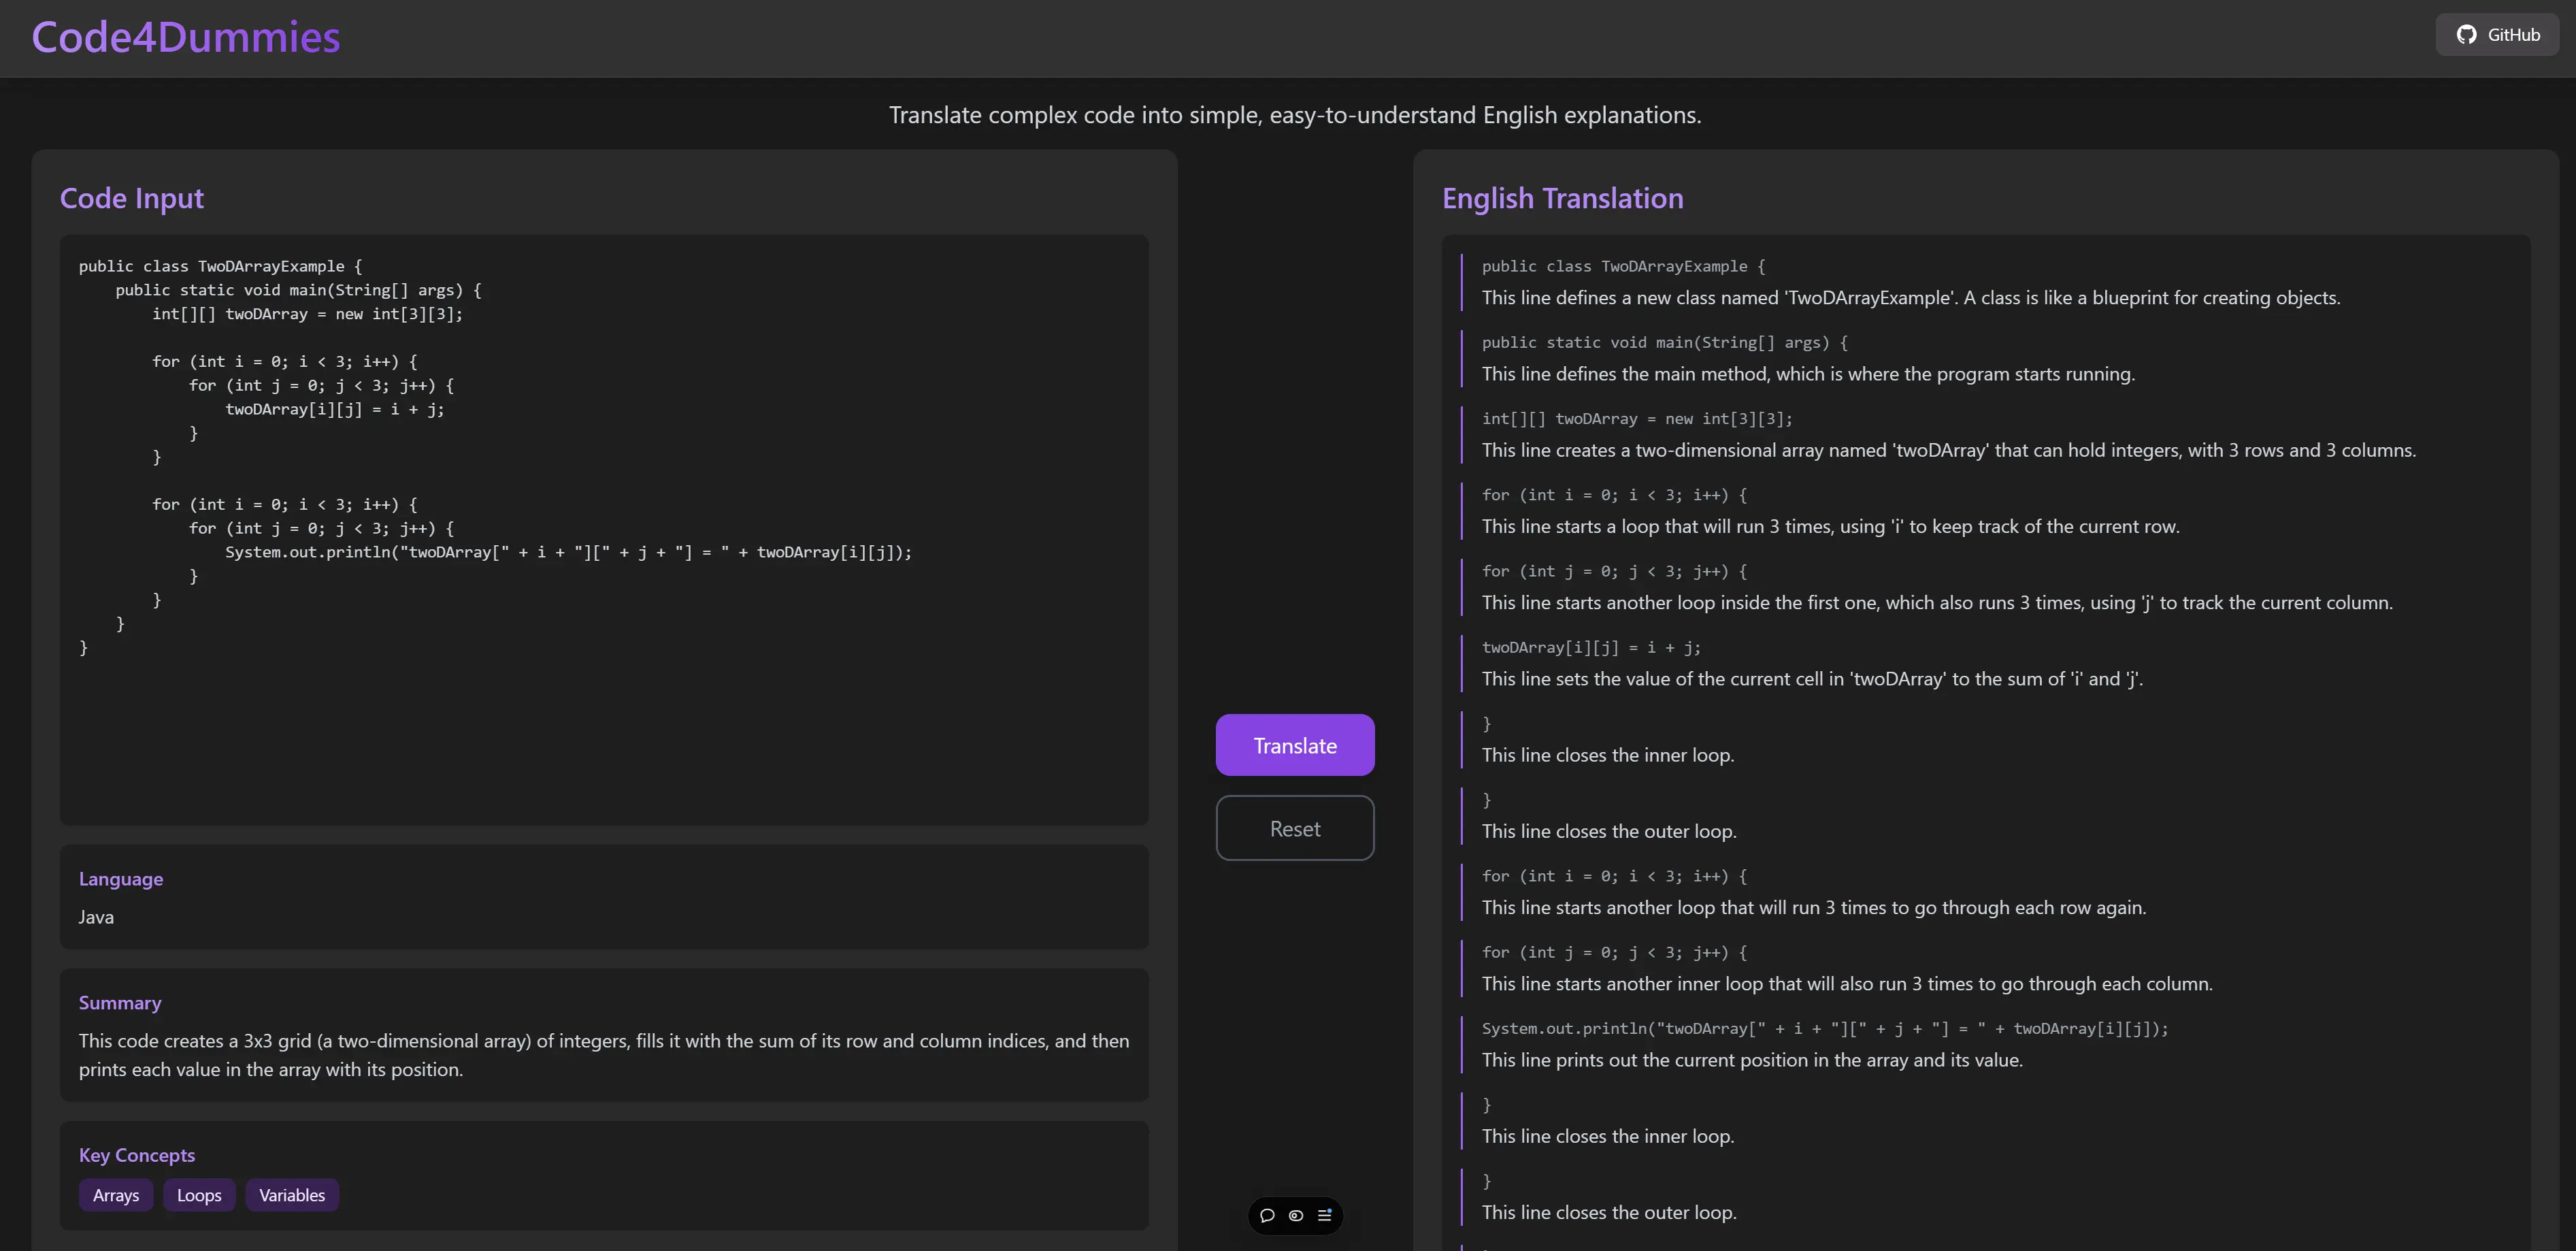 Code4Dummies
GitHub
Translate complex code into simple, easy-to-understand English explanations.
Code Input
public class TwoDArrayExample {
    public static void main(String[] args) {
        int[][] twoDArray = new int[3][3];
        for (int i = 0; i < 3; i++) {
            for (int j = 0; j < 3; j++) {
                twoDArray[i][j] = i + j;
            }
        }
        for (int i = 0; i < 3; i++) {
            for (int j = 0; j < 3; j++) {
                System.out.println("twoDArray[" + i + "][" + j + "] = " + twoDArray[i][j]);
            }
        }
    }
}
Language
Java
Summary
This code creates a 3x3 grid (a two-dimensional array) of integers, fills it with the sum of its row and column indices, and then
prints each value in the array with its position.
Key Concepts
Arrays Loops Variables
Translate
Reset
English Translation
public class TwoDArrayExample {
This line defines a new class named 'TwoDArrayExample'. A class is like a blueprint for creating objects.
public static void main(String[] args) {
This line defines the main method, which is where the program starts running.
int[][] twoDArray = new int[3][3];
This line creates a two-dimensional array named 'twoDArray' that can hold integers, with 3 rows and 3 columns.
for (int i = 0; i < 3; i++) {
This line starts a loop that will run 3 times, using 'i' to keep track of the current row.
for (int j = 0; j < 3; j++) {
This line starts another loop inside the first one, which also runs 3 times, using 'j' to track the current column.
twoDArray[i][j] = i + j;
This line sets the value of the current cell in 'twoDArray' to the sum of 'i' and 'j'.
}
This line closes the inner loop.
}
This line closes the outer loop.
for (int i = 0; i < 3; i++) {
This line starts another loop that will run 3 times to go through each row again.
for (int j = 0; j < 3; j++) {
This line starts another inner loop that will also run 3 times to go through each column.
System.out.println("twoDArray[" + i + "][" + j + "] = " + twoDArray[i][j]);
This line prints out the current position in the array and its value.
}
This line closes the inner loop.
}
This line closes the outer loop.